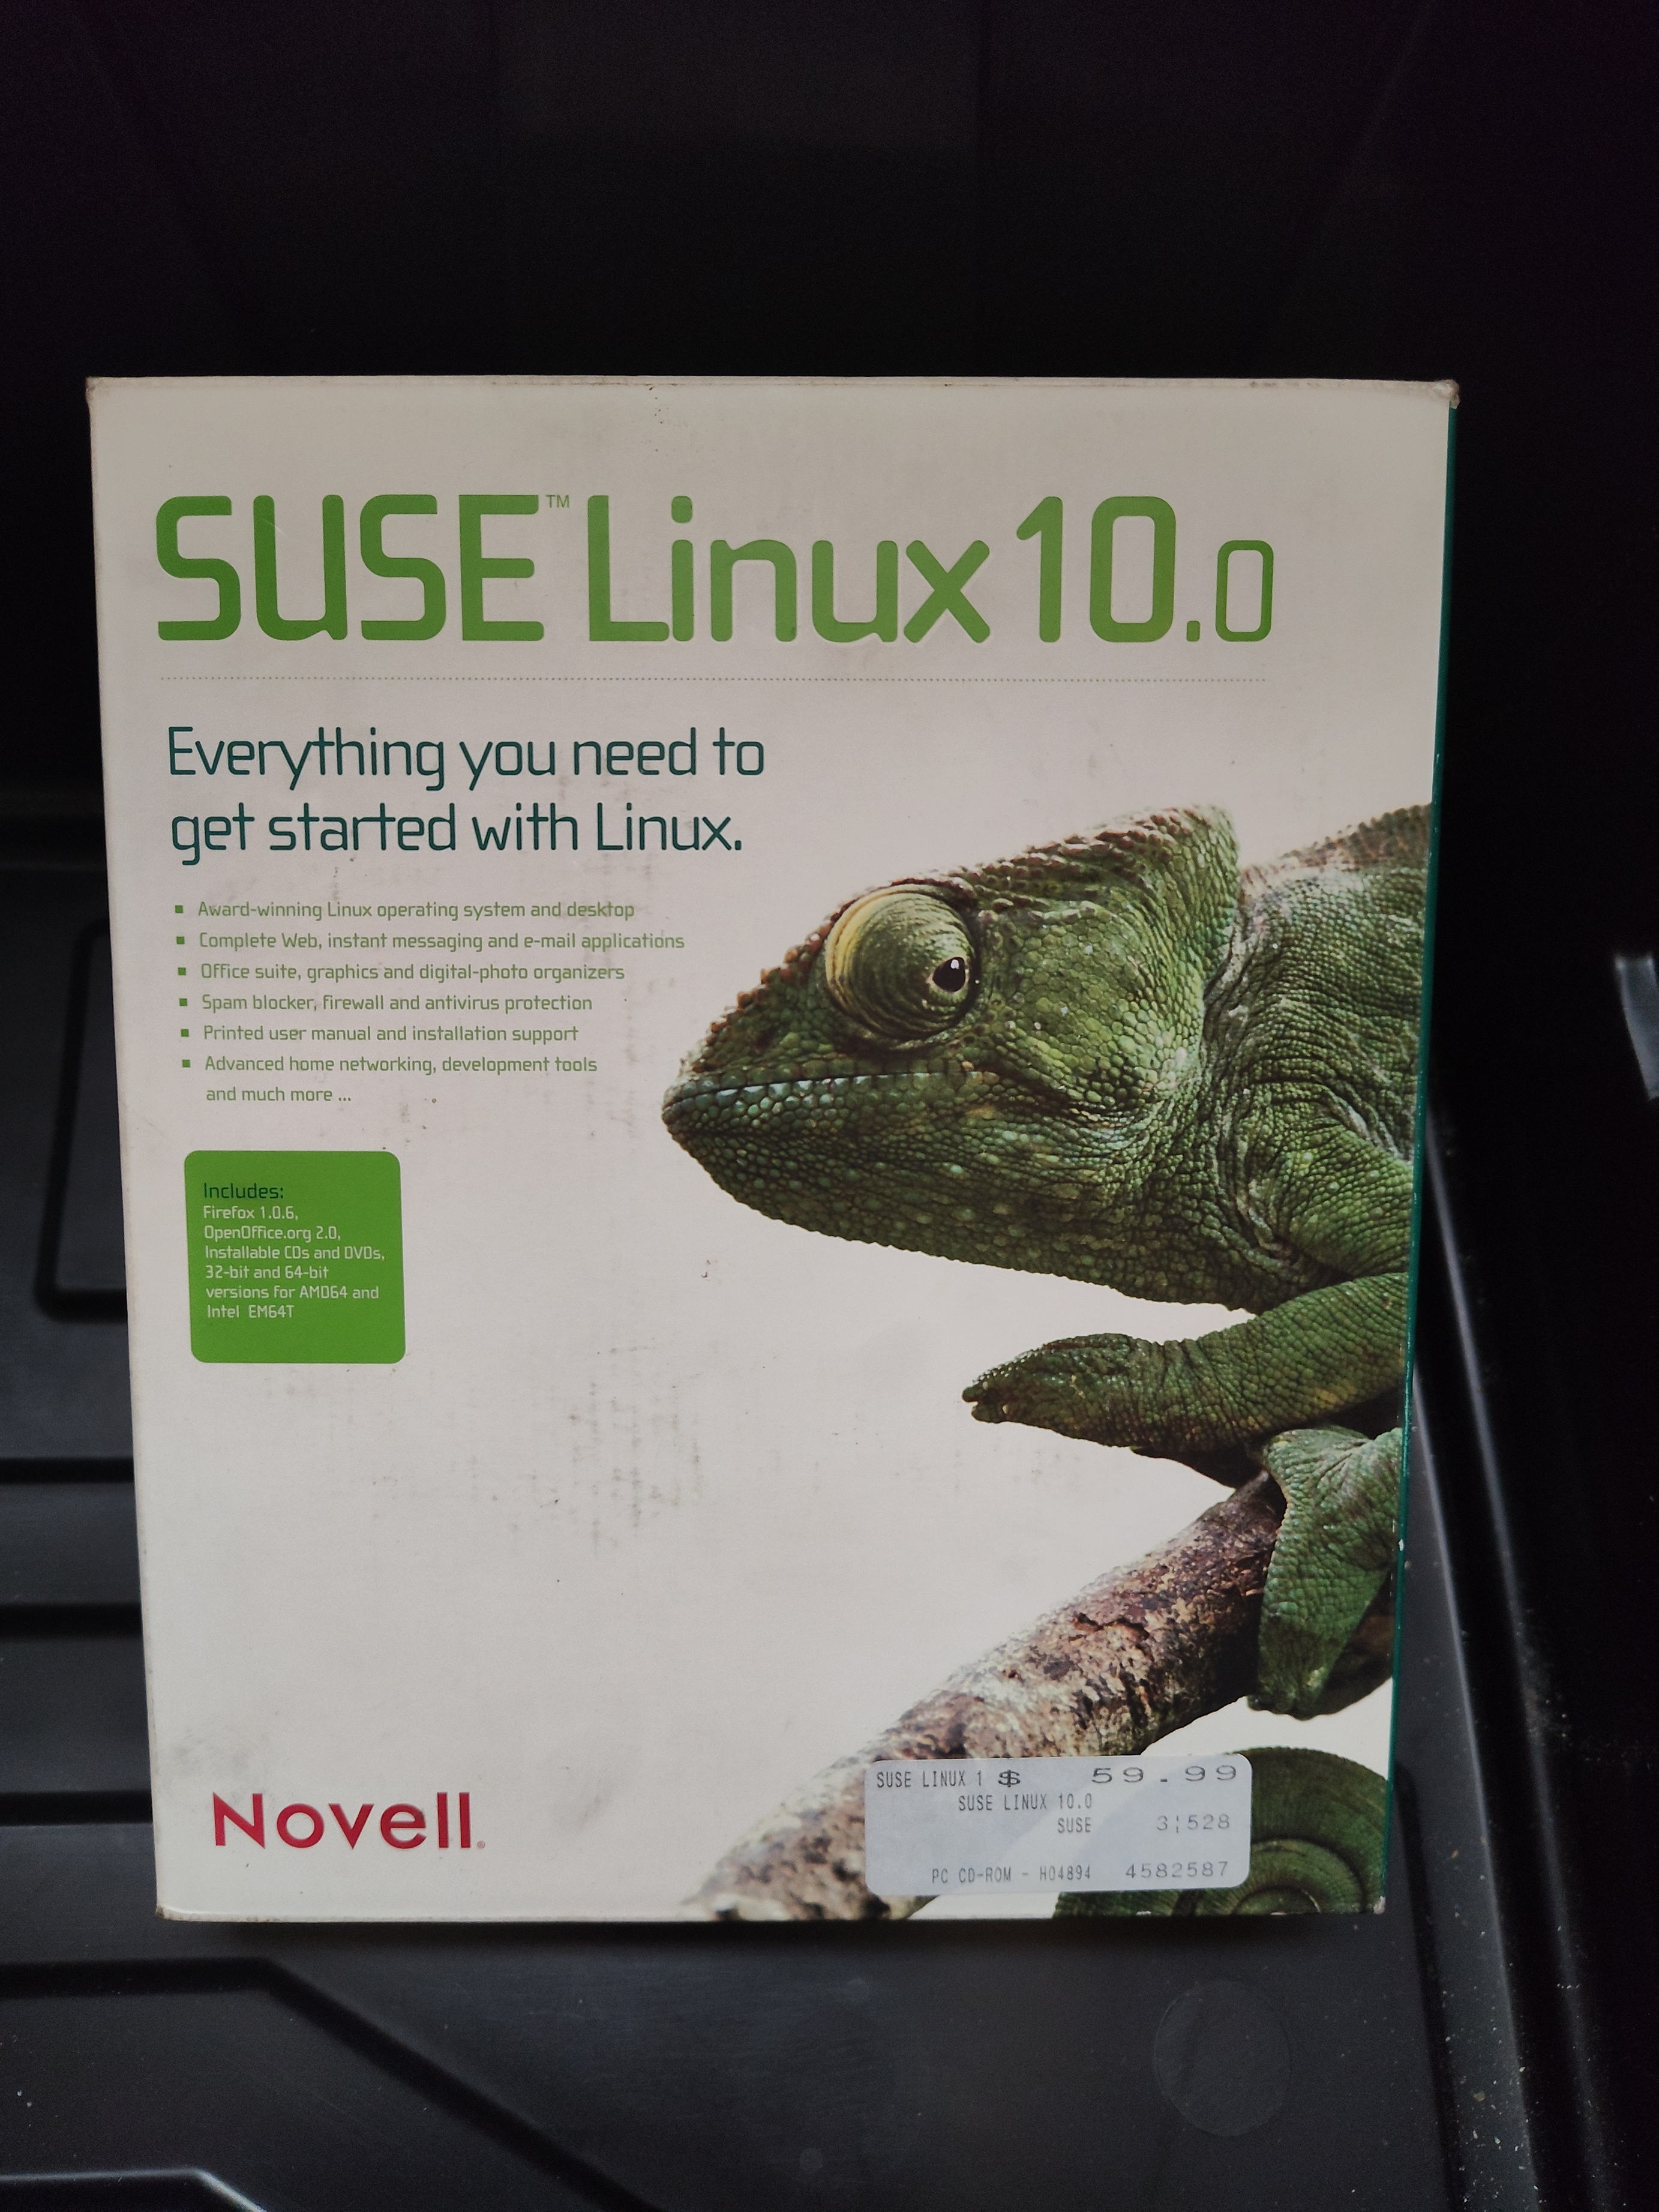 SUSE™ Linux 10.0
Everything you need to
get started with Linux.
▪ Award-winning Linux operating system and desktop
▪ Complete Web, instant messaging and e-mail applications
▪ Office suite, graphics and digital-photo organizers
▪ Spam blocker, firewall and antivirus protection
▪ Printed user manual and installation support
▪ Advanced home networking, development tools
and much more ...
Includes:
Firefox 1.0.6,
OpenOffice.org 2.0,
Installable CDs and DVDs,
32-bit and 64-bit
versions for AMD64 and
Intel EM64T
Novell®
SUSE LINUX 1 $ 59.99
SUSE LINUX 10.0
SUSE 3¦528
PC CD-ROM - H04894 4582587